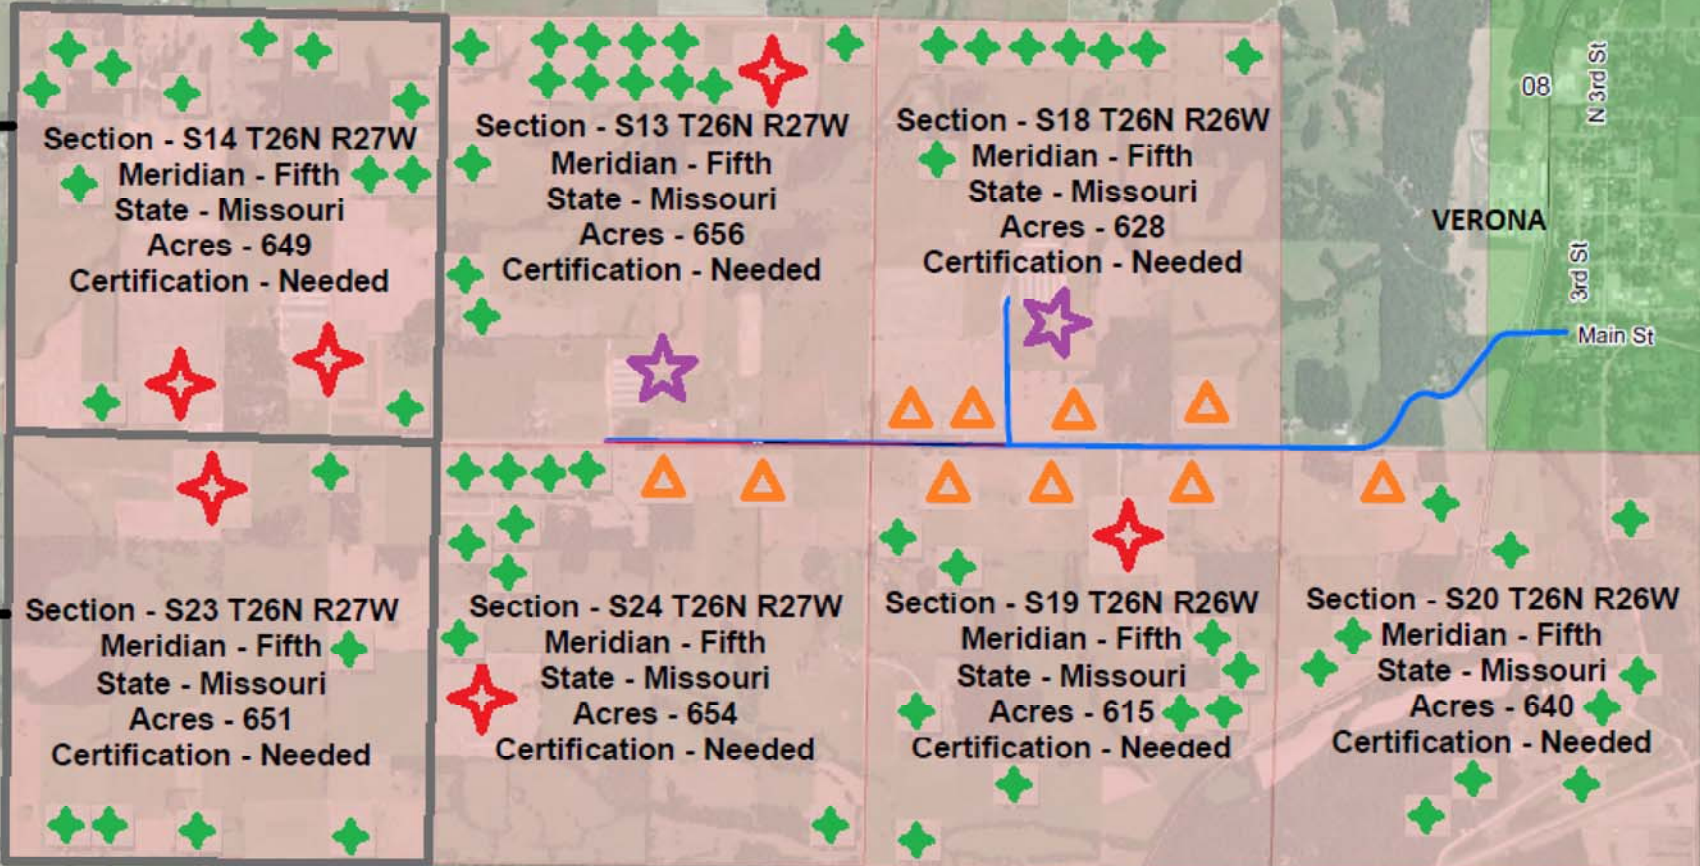 Section - S14 T26N R27W
Meridian - Fifth
State - Missouri
Acres - 649
Certification - Needed
Section - S13 T26N R27W
Meridian - Fifth
State - Missouri
Acres - 656
Certification - Needed
Section - S18 T26N R26W
Meridian - Fifth
State - Missouri
Acres - 628
Certification - Needed
08
N 3rd St
VERONA
3rd St
Main St
Section - S23 T26N R27W
Meridian - Fifth
State - Missouri
Acres - 651
Certification - Needed
Section - S24 T26N R27W
Meridian - Fifth
State - Missouri
Acres - 654
Certification - Needed
Section - S19 T26N R26W
Meridian - Fifth
State - Missouri
Acres - 615
Certification - Needed
Section - S20 T26N R26W
Meridian - Fifth
State - Missouri
Acres - 640
Certification - Needed